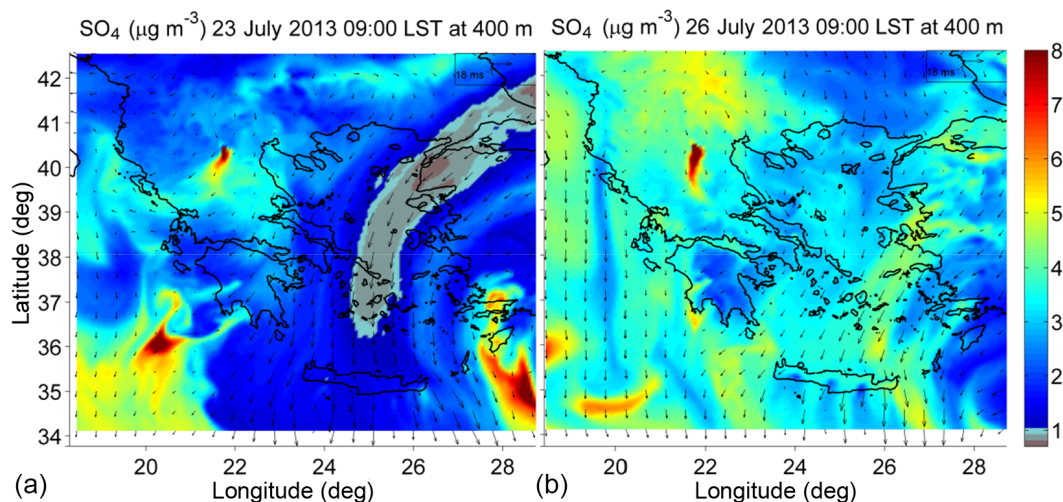 SO4 (μg m-3) 23 July 2013 09:00 LST at 400 m
SO4 (μg m-3) 26 July 2013 09:00 LST at 400 m
18 ms
18 ms
42
41
40
39
38
37
36
35
34
Latitude (deg)
20 22 24 26 28
20 22 24 26 28
Longitude (deg)
Longitude (deg)
(a)
(b)
8
7
6
5
4
3
2
1